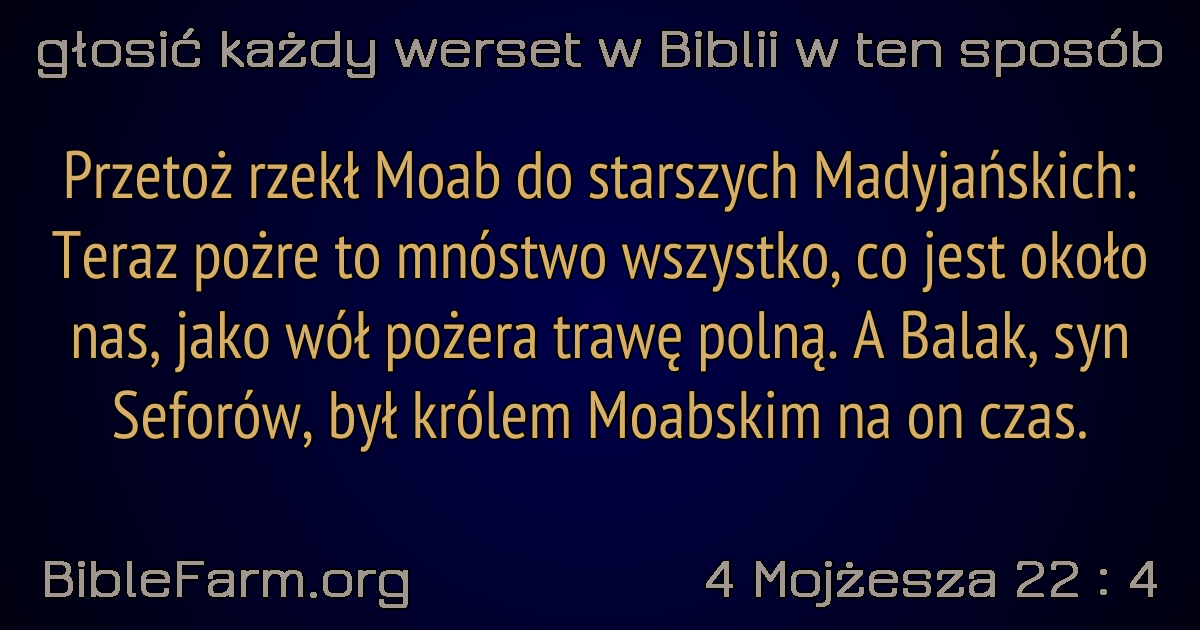 głosić każdy werset w Biblii w ten sposób
Przetoż rzekł Moab do starszych Madyjańskich:
Teraz pożre to mnóstwo wszystko, co jest około
nas, jako wół pożera trawę polną. A Balak, syn
Seforów, był królem Moabskim na on czas.
BibleFarm.org
4 Mojżesza 22 : 4